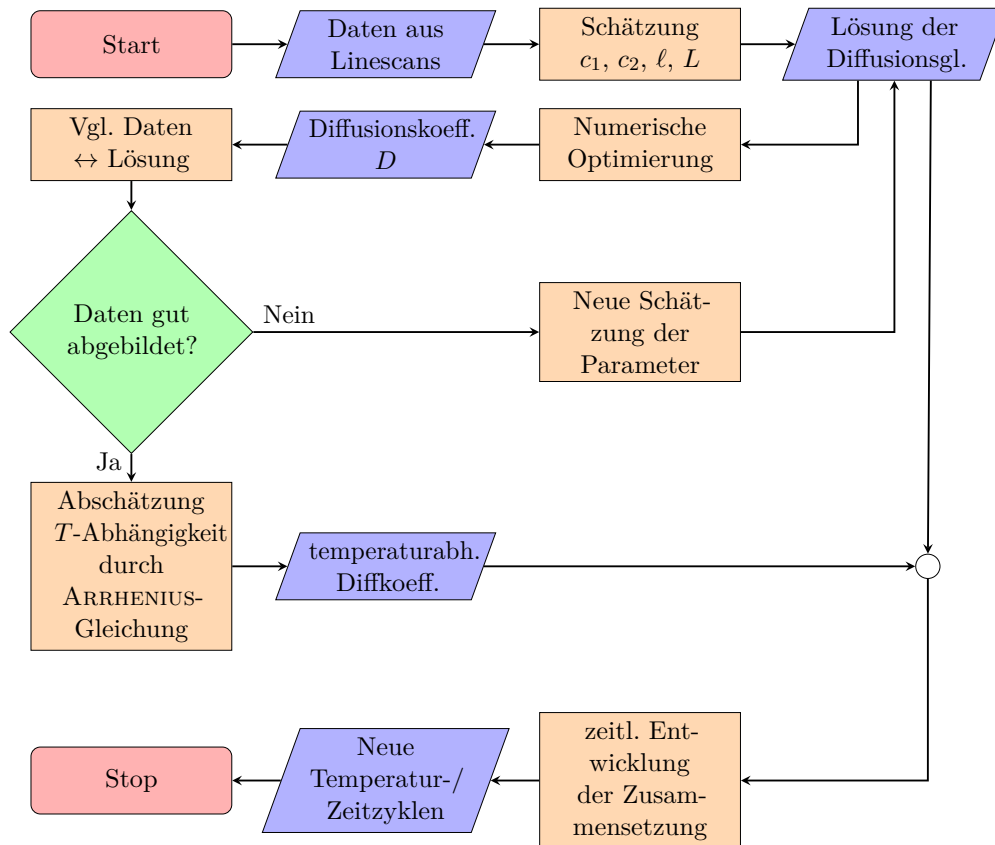 Start
Daten aus
Linescans
Schätzung
c₁, c₂, ℓ, L
Lösung der
Diffusionsgl.
Vgl. Daten
↔ Lösung
Diffusionskoeff.
D
Numerische
Optimierung
Daten gut
abgebildet?
Nein
Neue Schät-
zung der
Parameter
Ja
Abschätzung
T-Abhängigkeit
durch
ARRHENIUS-
Gleichung
temperaturabh.
Diffkoeff.
Stop
Neue
Temperatur-/
Zeitzyklen
zeitl. Ent-
wicklung
der Zusam-
mensetzung